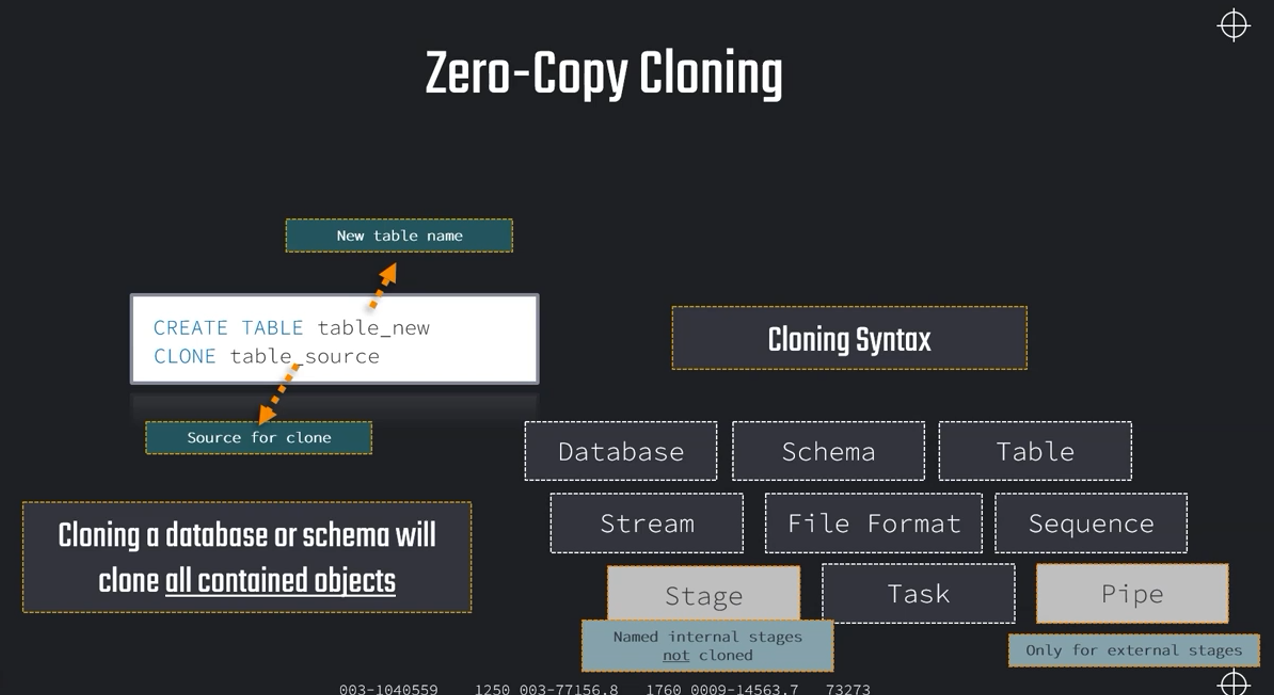 Zero-Copy Cloning
New table name
CREATE TABLE table_new
CLONE table_source
Source for clone
Cloning a database or schema will
clone all contained objects
Cloning Syntax
Database
Schema
Table
Stream
File Format
Sequence
Stage
Task
Pipe
Named internal stages
not cloned
Only for external stages
003-1040559 1250 003-77156.8 1760 0009-14563.7 73273